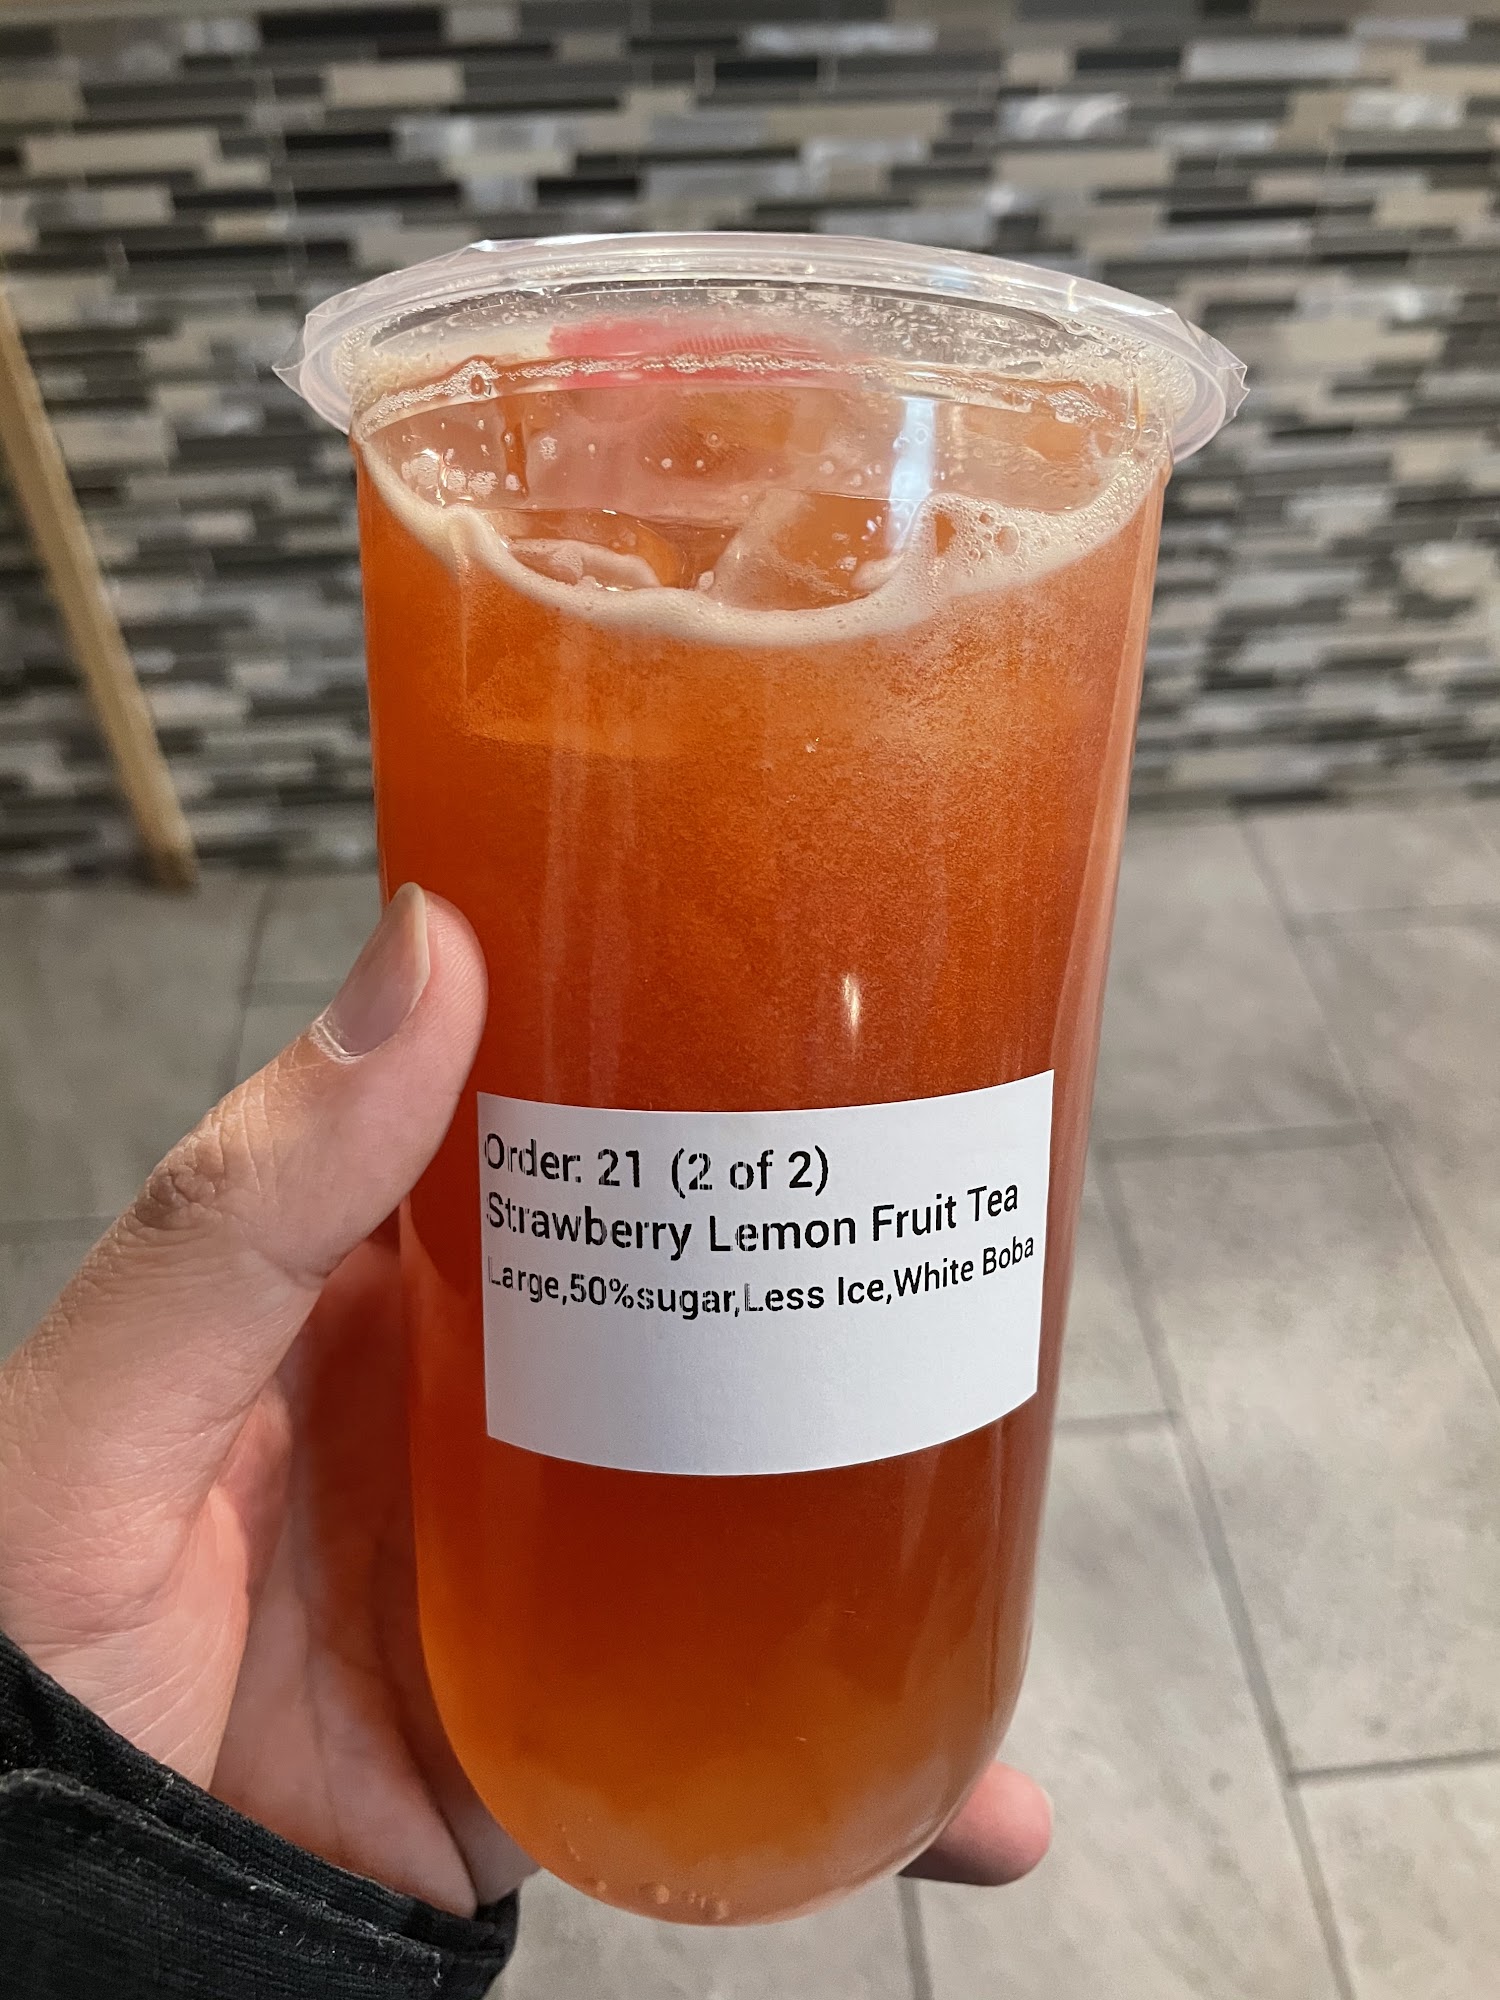 Order: 21 (2 of 2)
Strawberry Lemon Fruit Tea
Large,50%sugar,Less Ice,White Boba